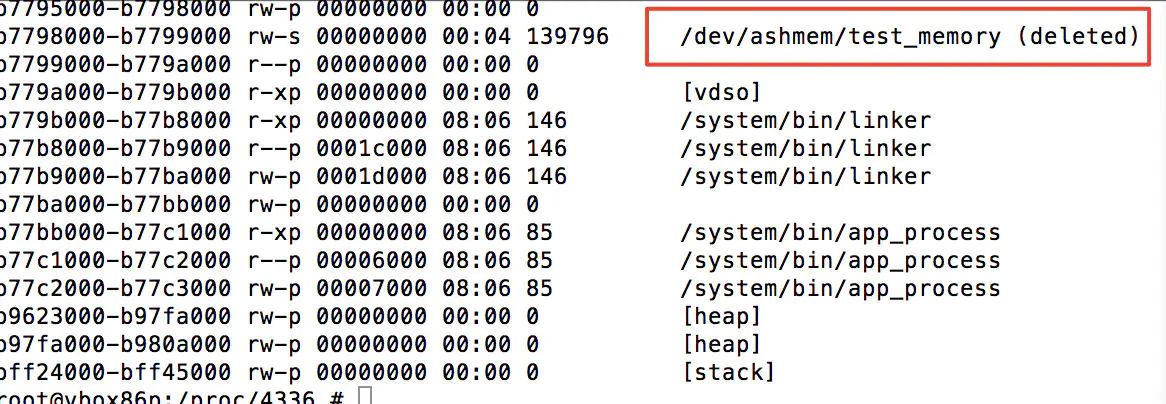 b7795000-b7798000 rw-p 00000000 00:00 0
b7798000-b7799000 rw-s 00000000 00:04 139796 /dev/ashmem/test_memory (deleted)
b7799000-b779a000 r--p 00000000 00:00 0
b779a000-b779b000 r-xp 00000000 00:00 0 [vdso]
b779b000-b77b8000 r-xp 00000000 08:06 146 /system/bin/linker
b77b8000-b77b9000 r--p 0001c000 08:06 146 /system/bin/linker
b77b9000-b77ba000 rw-p 0001d000 08:06 146 /system/bin/linker
b77ba000-b77bb000 rw-p 00000000 00:00 0
b77bb000-b77c1000 r-xp 00000000 08:06 85 /system/bin/app_process
b77c1000-b77c2000 r--p 00006000 08:06 85 /system/bin/app_process
b77c2000-b77c3000 rw-p 00007000 08:06 85 /system/bin/app_process
b9623000-b97fa000 rw-p 00000000 00:00 0 [heap]
b97fa000-b980a000 rw-p 00000000 00:00 0 [heap]
bff24000-bff45000 rw-p 00000000 00:00 0 [stack]
root@vbox86p:/proc/4336 #